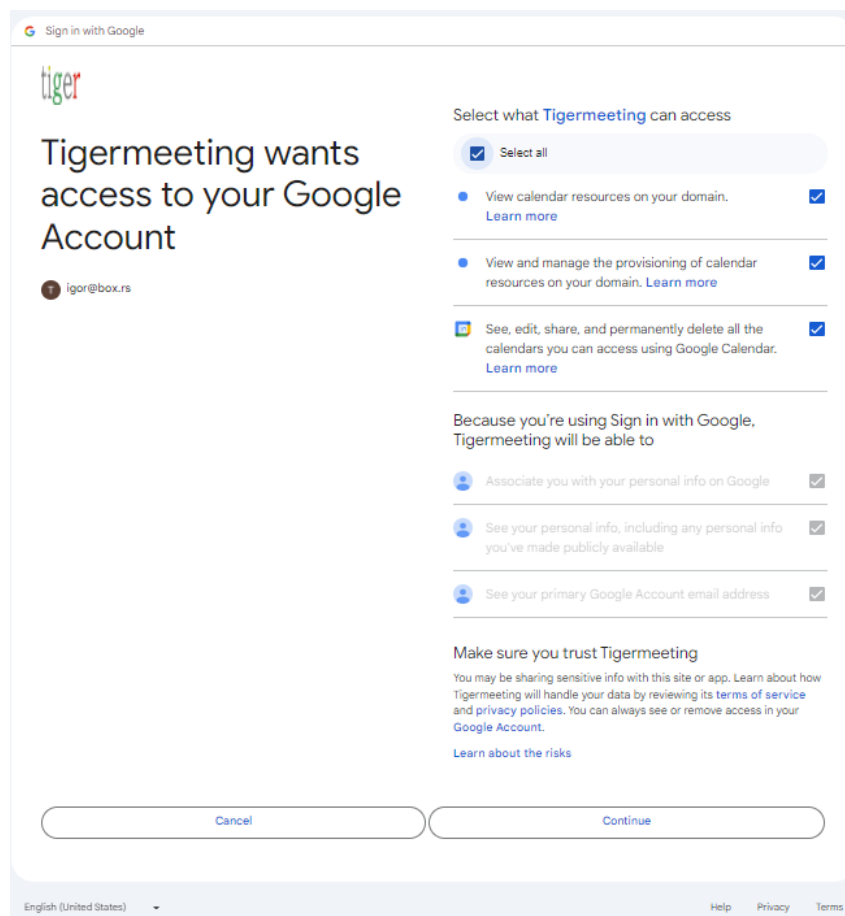 Sign in with Google
tiger
Tigermeeting wants
access to your Google
Account
T
igor@box.rs
Select what Tigermeeting can access
Select all
View calendar resources on your domain.
Learn more
View and manage the provisioning of calendar
resources on your domain. Learn more
See, edit, share, and permanently delete all the
calendars you can access using Google Calendar.
Learn more
Because you're using Sign in with Google,
Tigermeeting will be able to
Associate you with your personal info on Google
See your personal info, including any personal info
you've made publicly available
See your primary Google Account email address
Make sure you trust Tigermeeting
You may be sharing sensitive info with this site or app. Learn about how
Tigermeeting will handle your data by reviewing its terms of service
and privacy policies. You can always see or remove access in your
Google Account.
Learn about the risks
Cancel
Continue
English (United States)
Help
Privacy
Terms